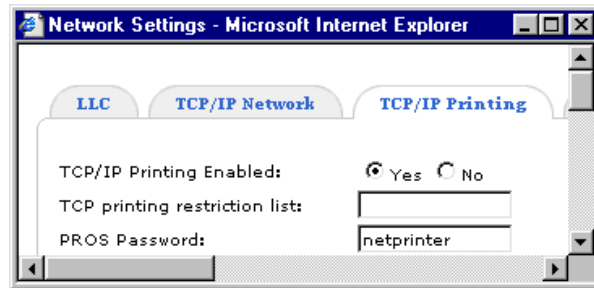 Network Settings - Microsoft Internet Explorer
LLC TCP/IP Network TCP/IP Printing
TCP/IP Printing Enabled: Yes No
TCP printing restriction list:
PROS Password: netprinter